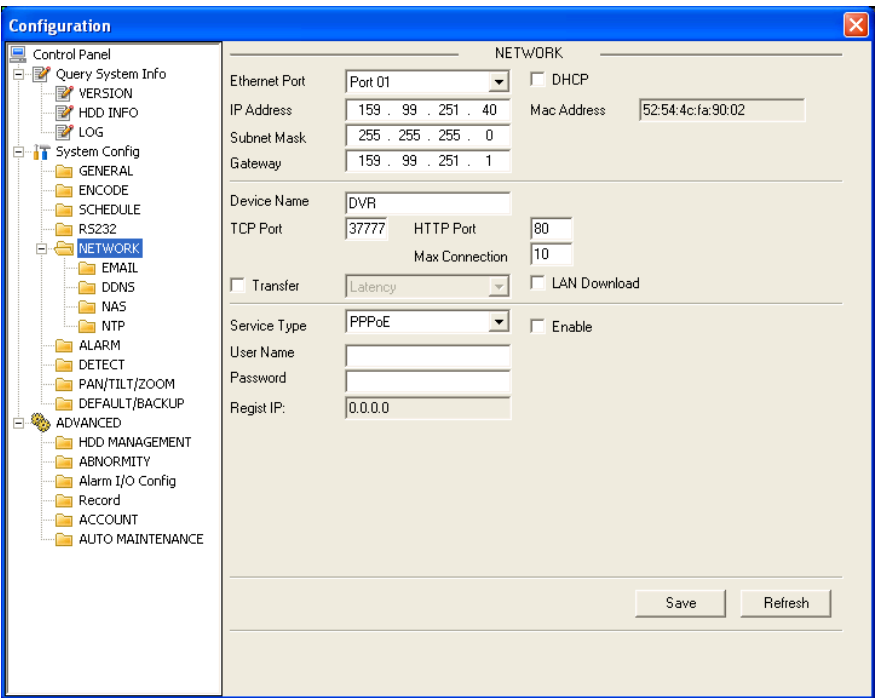 Configuration
Control Panel
Query System Info
VERSION
HDD INFO
LOG
System Config
GENERAL
ENCODE
SCHEDULE
RS232
NETWORK
EMAIL
DDNS
NAS
NTP
ALARM
DETECT
PAN/TILT/ZOOM
DEFAULT/BACKUP
ADVANCED
HDD MANAGEMENT
ABNORMITY
Alarm I/O Config
Record
ACCOUNT
AUTO MAINTENANCE
NETWORK
Ethernet Port Port 01 DHCP
IP Address 159 . 99 . 251 . 40 Mac Address 52:54:4c:fa:90:02
Subnet Mask 255 . 255 . 255 . 0
Gateway 159 . 99 . 251 . 1
Device Name DVR
TCP Port 37777 HTTP Port 80
Max Connection 10
Transfer Latency LAN Download
Service Type PPPoE Enable
User Name
Password
Regist IP: 0.0.0.0
Save Refresh